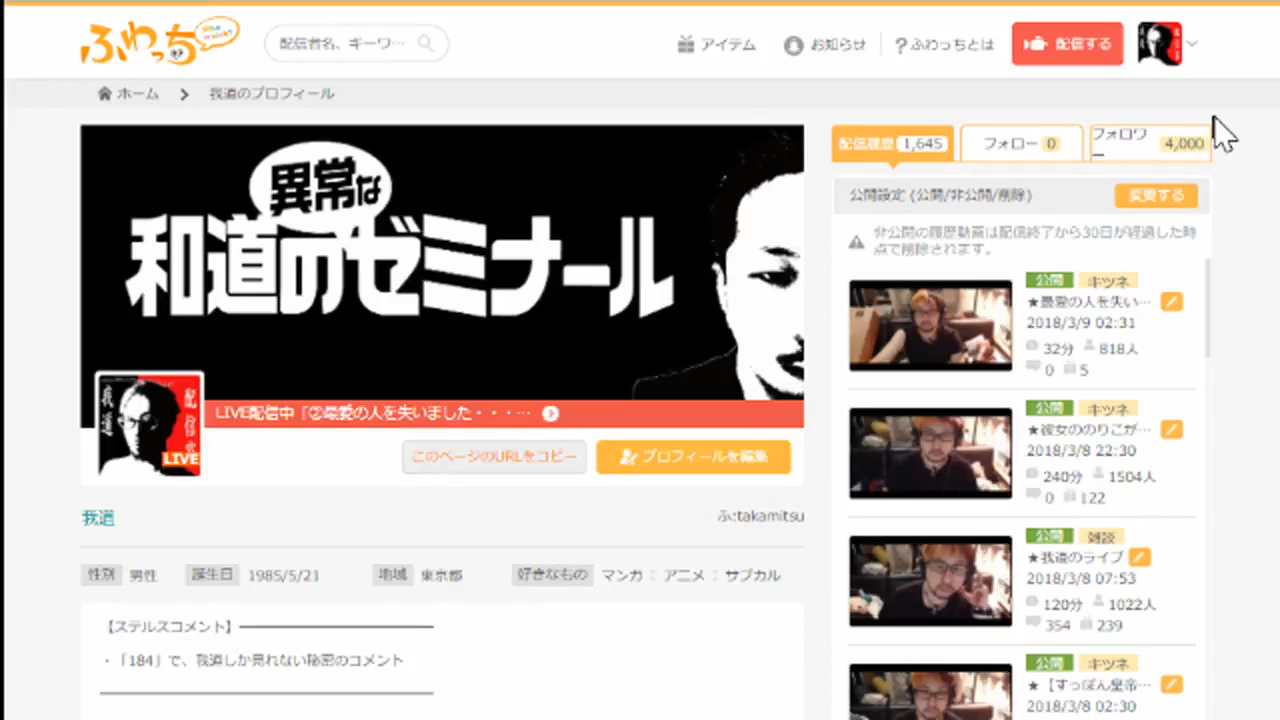 ふわっち
配信者名、キーワ…
アイテム
お知らせ
?ふわっちとは
配信する
ホーム
我道のプロフィール
異常な
和道のゼミナール
我道
配信者
LIVE
LIVE配信中「②最愛の人を失いました・・・…
このページのURLをコピー
プロフィールを編集
我道
ふ:takamitsu
性別 男性 誕生日 1985/5/21 地域 東京都 好きなもの マンガ : アニメ : サブカル
【ステルスコメント】
・「184」で、我道しか見れない秘密のコメント
配信履歴 1,645
フォロー 0
フォロワー 4,000
公開設定 (公開/非公開/削除)
変更する
非公開の履歴動画は配信終了から30日が経過した時
点で削除されます。
公開 キツネ
★最愛の人を失い…
2018/3/9 02:31
32分 818人
0 5
公開 キツネ
★彼女ののりこが…
2018/3/8 22:30
240分 1504人
0 122
公開 雑談
★我道のライブ
2018/3/8 07:53
120分 1022人
354 239
公開 キツネ
★【すっぽん皇帝…
2018/3/8 02:30